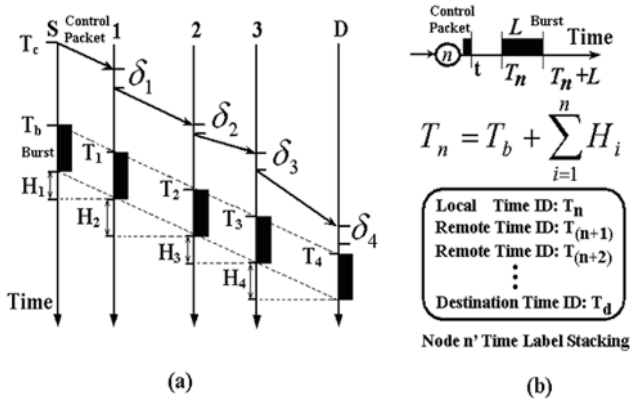 S Control Packet 1 2 3 D
T_c
δ_1
δ_2
δ_3
δ_4
T_b
Burst
T_1
T_2
T_3
T_4
H_1
H_2
H_3
H_4
Time
(a)
Control Packet
L Burst
Time
n
t T_n T_n+L
T_n = T_b + \sum_{i=1}^{n} H_i
Local Time ID: T_n
Remote Time ID: T_(n+1)
Remote Time ID: T_(n+2)
⋮
Destination Time ID: T_d
Node n' Time Label Stacking
(b)